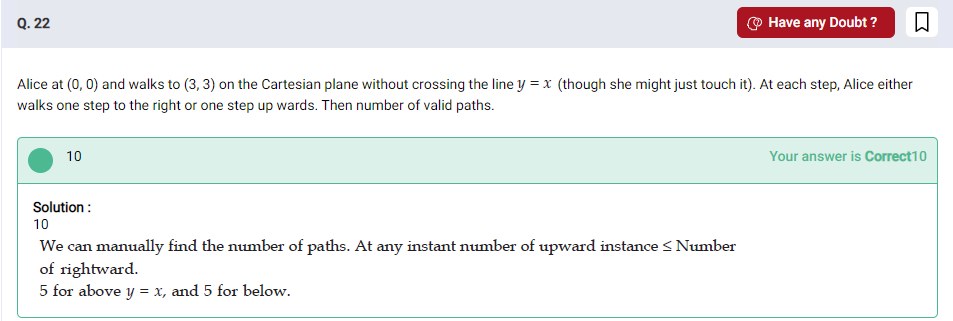 Q. 22
Have any Doubt ?
Alice at (0, 0) and walks to (3, 3) on the Cartesian plane without crossing the line y = x (though she might just touch it). At each step, Alice either
walks one step to the right or one step up wards. Then number of valid paths.
10
Your answer is Correct10
Solution :
10
We can manually find the number of paths. At any instant number of upward instance ≤ Number
of rightward.
5 for above y = x, and 5 for below.